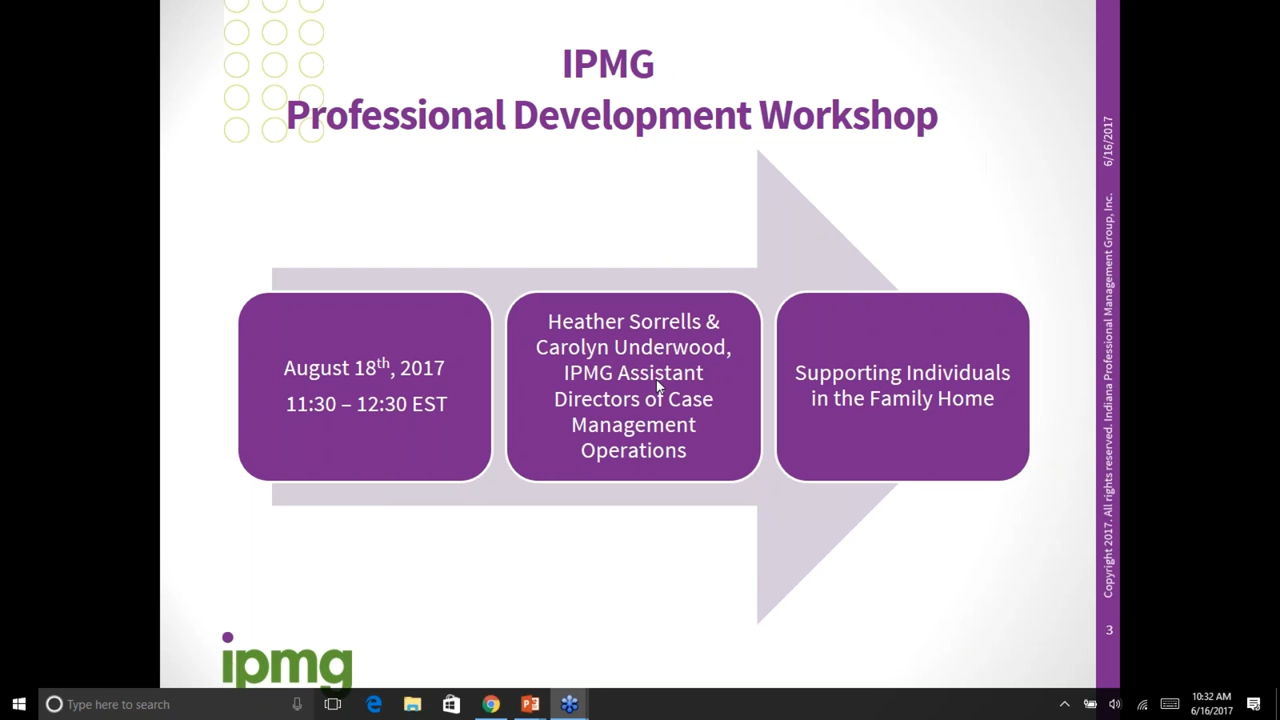 IPMG
Professional Development Workshop
August 18th, 2017
11:30 – 12:30 EST
Heather Sorrells &
Carolyn Underwood,
IPMG Assistant
Directors of Case
Management
Operations
Supporting Individuals
in the Family Home
6/16/2017
Copyright 2017. All rights reserved. Indiana Professional Management Group, Inc.
3
ipmg
Type here to search
10:32 AM
6/16/2017